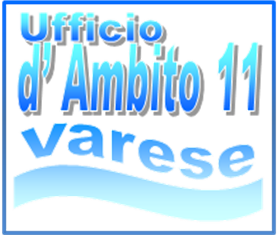 Ufficio
d'Ambito 11
varese